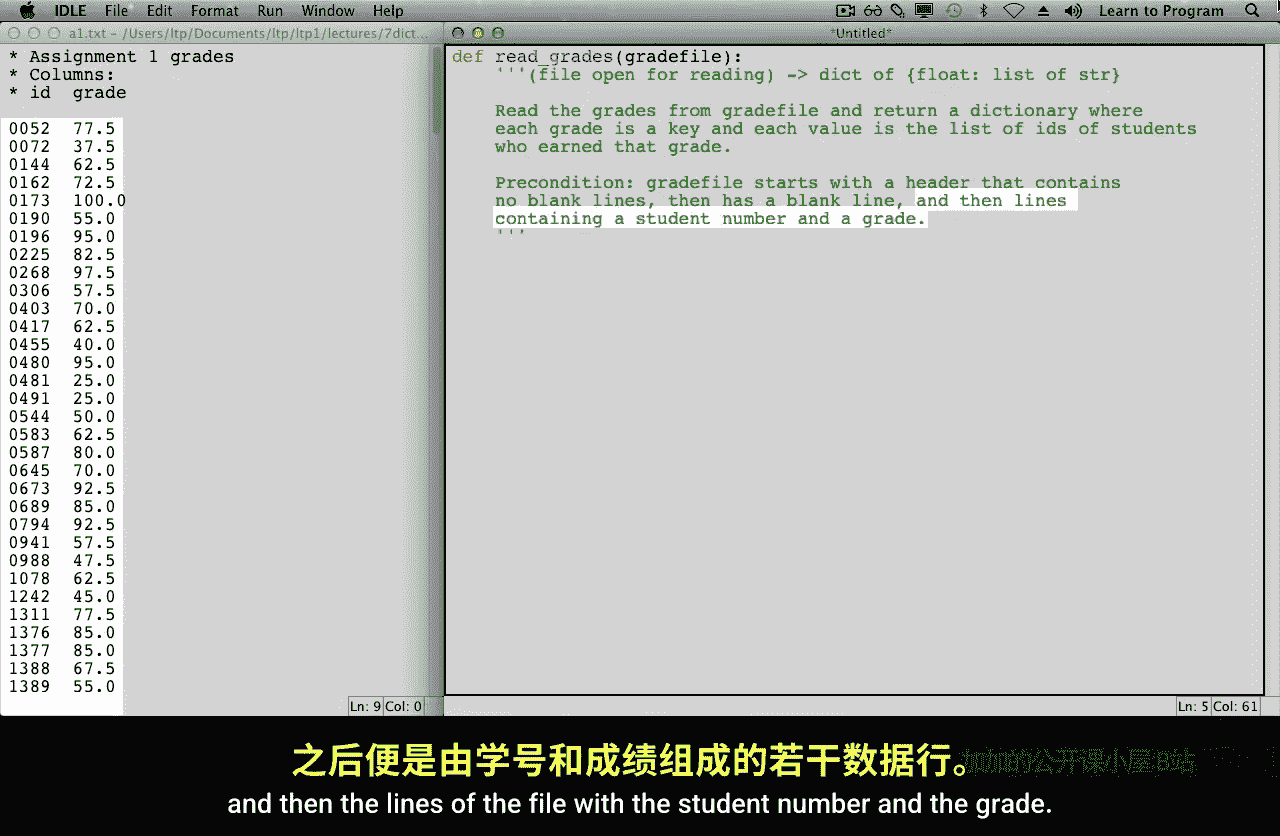 IDLE File Edit Format Run Window Help Learn to Program
a1.txt - /Users/ltp/Documents/ltp/ltp1/lectures/7dict...
*Untitled*
* Assignment 1 grades
* Columns:
* id grade
0052 77.5
0072 37.5
0144 62.5
0162 72.5
0173 100.0
0190 55.0
0196 95.0
0225 82.5
0268 97.5
0306 57.5
0403 70.0
0417 62.5
0455 40.0
0480 95.0
0481 25.0
0491 25.0
0544 50.0
0583 62.5
0587 80.0
0645 70.0
0673 92.5
0689 85.0
0794 92.5
0941 57.5
0988 47.5
1078 62.5
1242 45.0
1311 77.5
1376 85.0
1377 85.0
1388 67.5
1389 55.0
Ln: 9 Col: 0
def read_grades(gradefile):
'''(file open for reading) -> dict of {float: list of str}
Read the grades from gradefile and return a dictionary where
each grade is a key and each value is the list of ids of students
who earned that grade.
Precondition: gradefile starts with a header that contains
no blank lines, then has a blank line, and then lines
containing a student number and a grade.
'''
Ln: 5 Col: 61
之后便是由学号和成绩组成的若干数据行。
加加的公开课小屋:B站
and then the lines of the file with the student number and the grade.